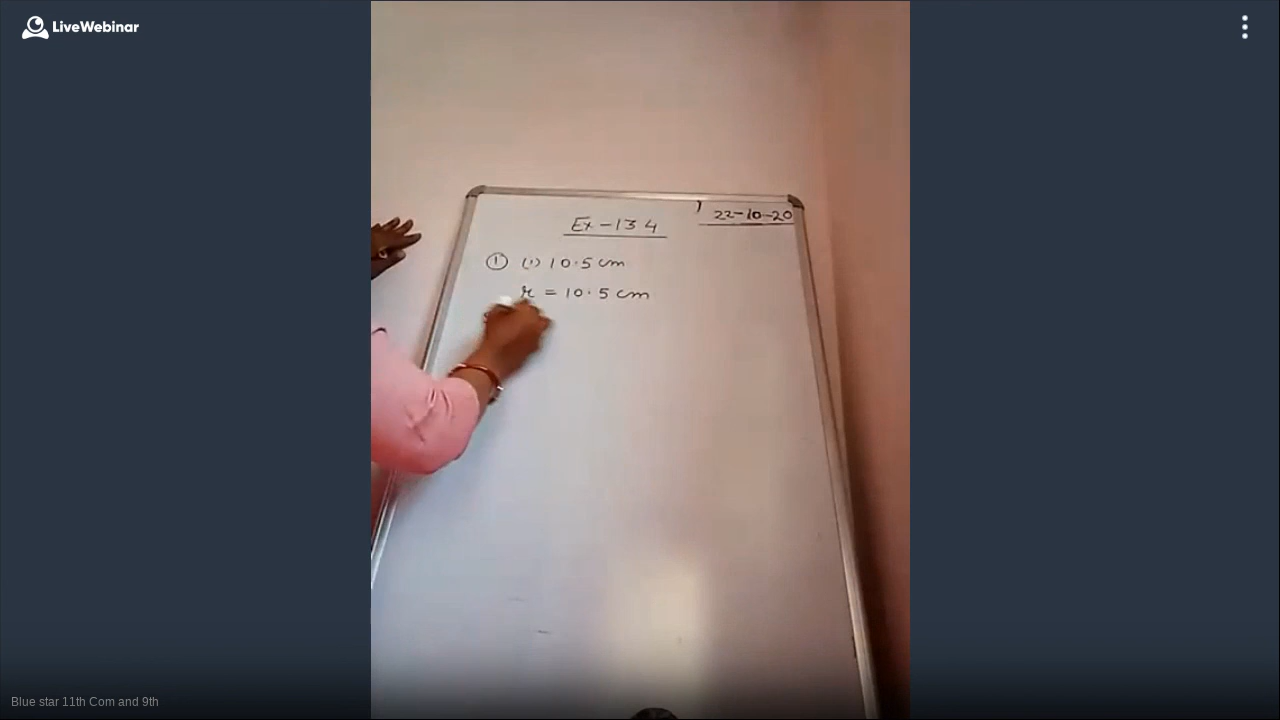 LiveWebinar
22-10-20
Ex-13 4
① (i) 10.5 cm
r = 10.5 cm
Blue star 11th Com and 9th